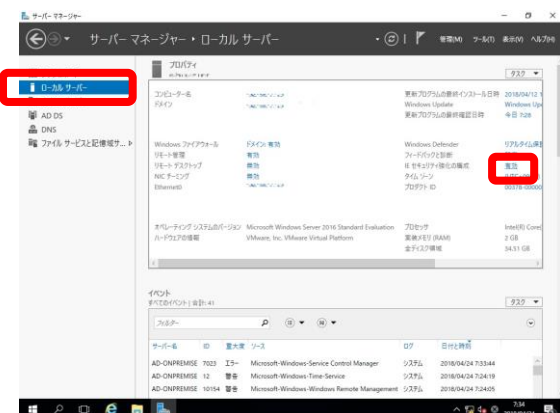 サーバー マネージャー
サーバー マネージャー ・ ローカル サーバー
管理(M) ツール(T) 表示(V) ヘルプ(H)
ローカル サーバー
AD DS
DNS
ファイル サービスと記憶域サ...
プロパティ
タスク
コンピューター名
ドメイン
更新プログラムの最終インストール日時 2018/04/12 1
Windows Update Windows Up
更新プログラムの最終確認日時 今日 7:28
Windows ファイアウォール ドメイン: 有効
リモート管理 有効
リモート デスクトップ 無効
NIC チーミング 無効
Ethernet0
Windows Defender リアルタイム保
フィードバックと診断
IE セキュリティ強化の構成 有効
タイム ゾーン
プロダクト ID 00378-00000
オペレーティング システムのバージョン Microsoft Windows Server 2016 Standard Evaluation
ハードウェアの情報 VMware, Inc. VMware Virtual Platform
プロセッサ Intel(R) Core(
実装メモリ (RAM) 2 GB
合計ディスク領域 54.51 GB
イベント
すべてのイベント | 合計: 41
タスク
フィルター
サーバー名 ID 重大度 ソース ログ 日付と時刻
AD-ONPREMISE 7023 エラー Microsoft-Windows-Service Control Manager システム 2018/04/24 7:33:44
AD-ONPREMISE 12 警告 Microsoft-Windows-Time-Service システム 2018/04/24 7:24:19
AD-ONPREMISE 10154 警告 Microsoft-Windows-Windows Remote Management システム 2018/04/24 7:24:05
7:34